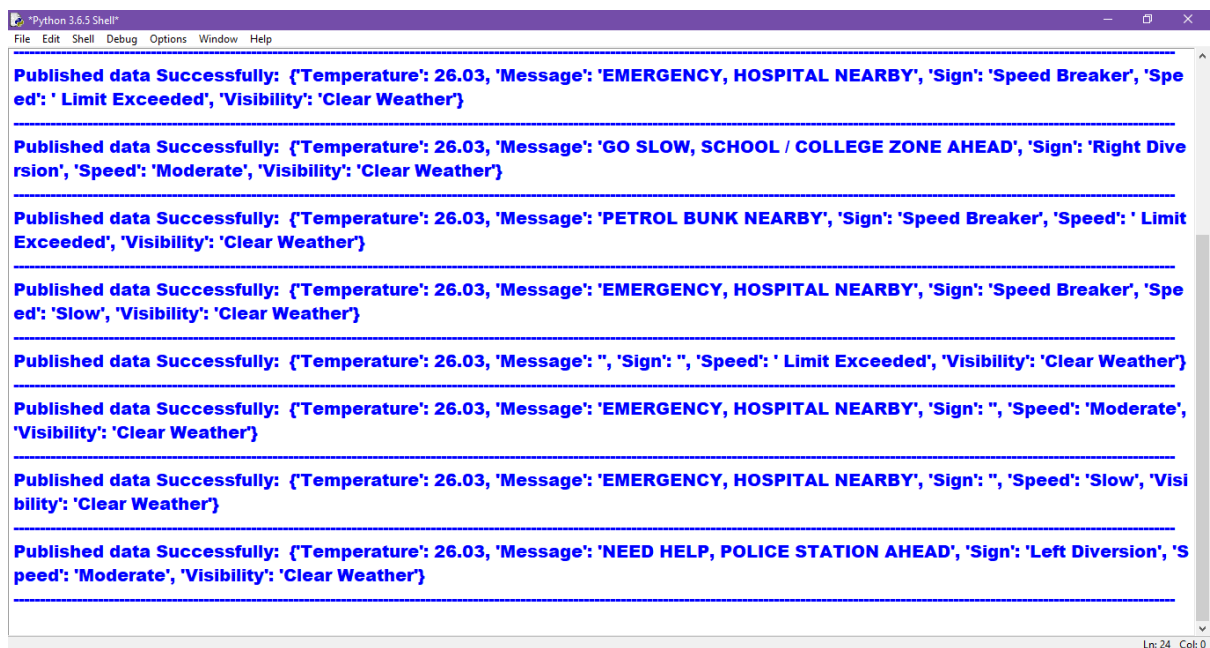 *Python 3.6.5 Shell*
File Edit Shell Debug Options Window Help
Published data Successfully:  {'Temperature': 26.03, 'Message': 'EMERGENCY, HOSPITAL NEARBY', 'Sign': 'Speed Breaker', 'Spe
ed': ' Limit Exceeded', 'Visibility': 'Clear Weather'}
Published data Successfully:  {'Temperature': 26.03, 'Message': 'GO SLOW, SCHOOL / COLLEGE ZONE AHEAD', 'Sign': 'Right Dive
rsion', 'Speed': 'Moderate', 'Visibility': 'Clear Weather'}
Published data Successfully:  {'Temperature': 26.03, 'Message': 'PETROL BUNK NEARBY', 'Sign': 'Speed Breaker', 'Speed': ' Limit
Exceeded', 'Visibility': 'Clear Weather'}
Published data Successfully:  {'Temperature': 26.03, 'Message': 'EMERGENCY, HOSPITAL NEARBY', 'Sign': 'Speed Breaker', 'Spe
ed': 'Slow', 'Visibility': 'Clear Weather'}
Published data Successfully:  {'Temperature': 26.03, 'Message': '', 'Sign': '', 'Speed': ' Limit Exceeded', 'Visibility': 'Clear Weather'}
Published data Successfully:  {'Temperature': 26.03, 'Message': 'EMERGENCY, HOSPITAL NEARBY', 'Sign': '', 'Speed': 'Moderate',
'Visibility': 'Clear Weather'}
Published data Successfully:  {'Temperature': 26.03, 'Message': 'EMERGENCY, HOSPITAL NEARBY', 'Sign': '', 'Speed': 'Slow', 'Visi
bility': 'Clear Weather'}
Published data Successfully:  {'Temperature': 26.03, 'Message': 'NEED HELP, POLICE STATION AHEAD', 'Sign': 'Left Diversion', 'S
peed': 'Moderate', 'Visibility': 'Clear Weather'}
Ln: 24 Col: 0